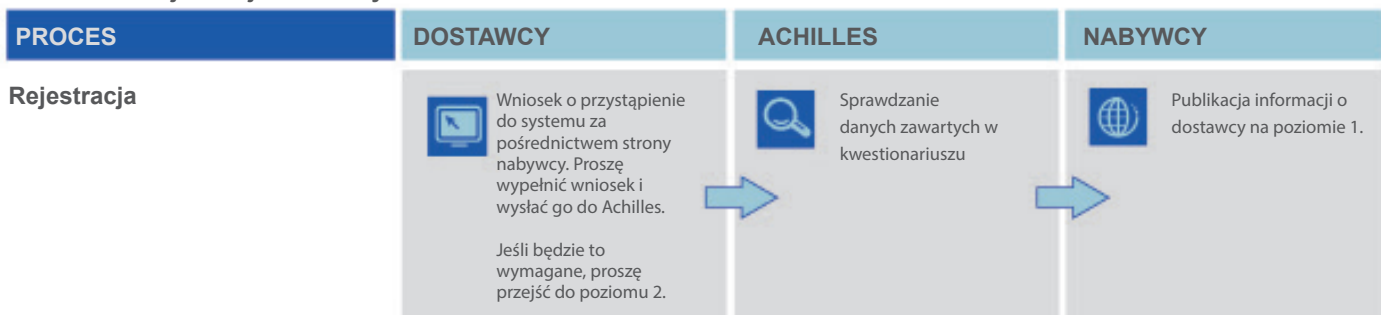 PROCES
DOSTAWCY
ACHILLES
NABYWCY
Rejestracja
Wniosek o przystąpienie
do systemu za
pośrednictwem strony
nabywcy. Proszę
wypełnić wniosek i
wysłać go do Achilles.
Jeśli będzie to
wymagane, proszę
przejść do poziomu 2.
Sprawdzanie
danych zawartych w
kwestionariuszu
Publikacja informacji o
dostawcy na poziomie 1.